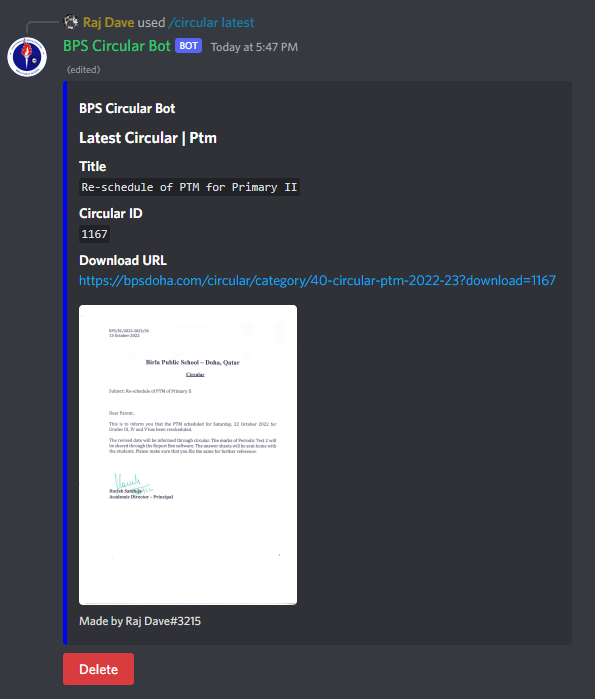 Raj Dave used /circular latest
BPS Circular Bot BOT Today at 5:47 PM
(edited)
BPS Circular Bot
Latest Circular | Ptm
Title
Re-schedule of PTM for Primary II
Circular ID
1167
Download URL
https://bpsdoha.com/circular/category/40-circular-ptm-2022-23?download=1167
13 October 2022
Birla Public School – Doha, Qatar
Circular
Subject: Re-schedule of PTM of Primary II
Dear Parent,
This is to inform you that the PTM scheduled for Saturday, 22 October 2022 for
Grades III, IV and V has been rescheduled.
The revised date will be informed through circular. The marks of Periodic Test 2 will
be shared through the Report Bee software. The answer sheets will be sent home with
the students. Please make sure that you file the same for further reference.
Academic Director – Principal
Made by Raj Dave#3215
Delete